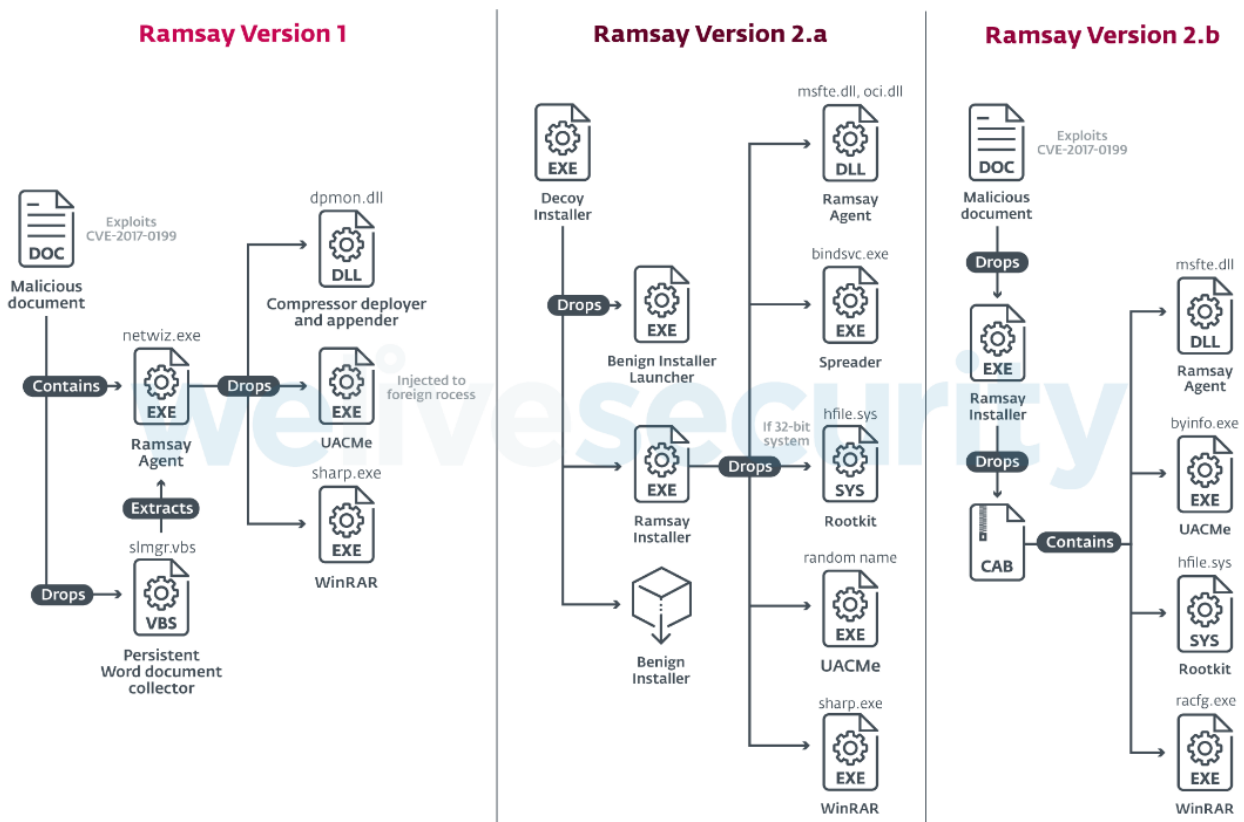 Ramsay Version 1
Exploits
CVE-2017-0199
DOC
Malicious
document
Contains
netwiz.exe
EXE
Ramsay
Agent
Extracts
Drops
slmgr.vbs
VBS
Persistent
Word document
collector
Drops
dpmon.dll
DLL
Compressor deployer
and appender
EXE
UACMe
Injected to
foreign rocess
sharp.exe
EXE
WinRAR
Ramsay Version 2.a
EXE
Decoy
Installer
Drops
EXE
Benign Installer
Launcher
EXE
Ramsay
Installer
Benign
Installer
Drops
msfte.dll, oci.dll
DLL
Ramsay
Agent
bindsvc.exe
EXE
Spreader
If 32-bit
system
hfile.sys
SYS
Rootkit
random name
EXE
UACMe
sharp.exe
EXE
WinRAR
Ramsay Version 2.b
DOC
Exploits
CVE-2017-0199
Malicious
document
Drops
EXE
Ramsay
Installer
Drops
CAB
Contains
msfte.dll
DLL
Ramsay
Agent
byinfo.exe
EXE
UACMe
hfile.sys
SYS
Rootkit
racfg.exe
EXE
WinRAR
welivesecurity